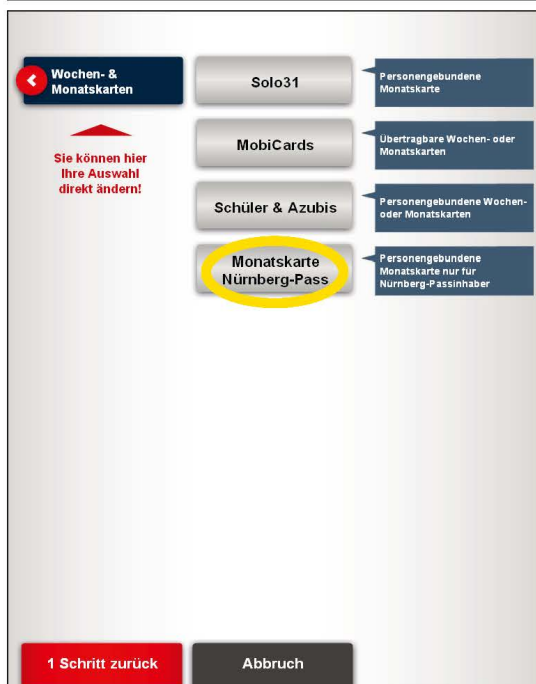 Wochen- &
Monatskarten
Sie können hier
Ihre Auswahl
direkt ändern!
Solo31
Personengebundene
Monatskarte
MobiCards
Übertragbare Wochen- oder
Monatskarten
Schüler & Azubis
Personengebundene Wochen-
oder Monatskarten
Monatskarte
Nürnberg-Pass
Personengebundene
Monatskarte nur für
Nürnberg-Passinhaber
1 Schritt zurück
Abbruch